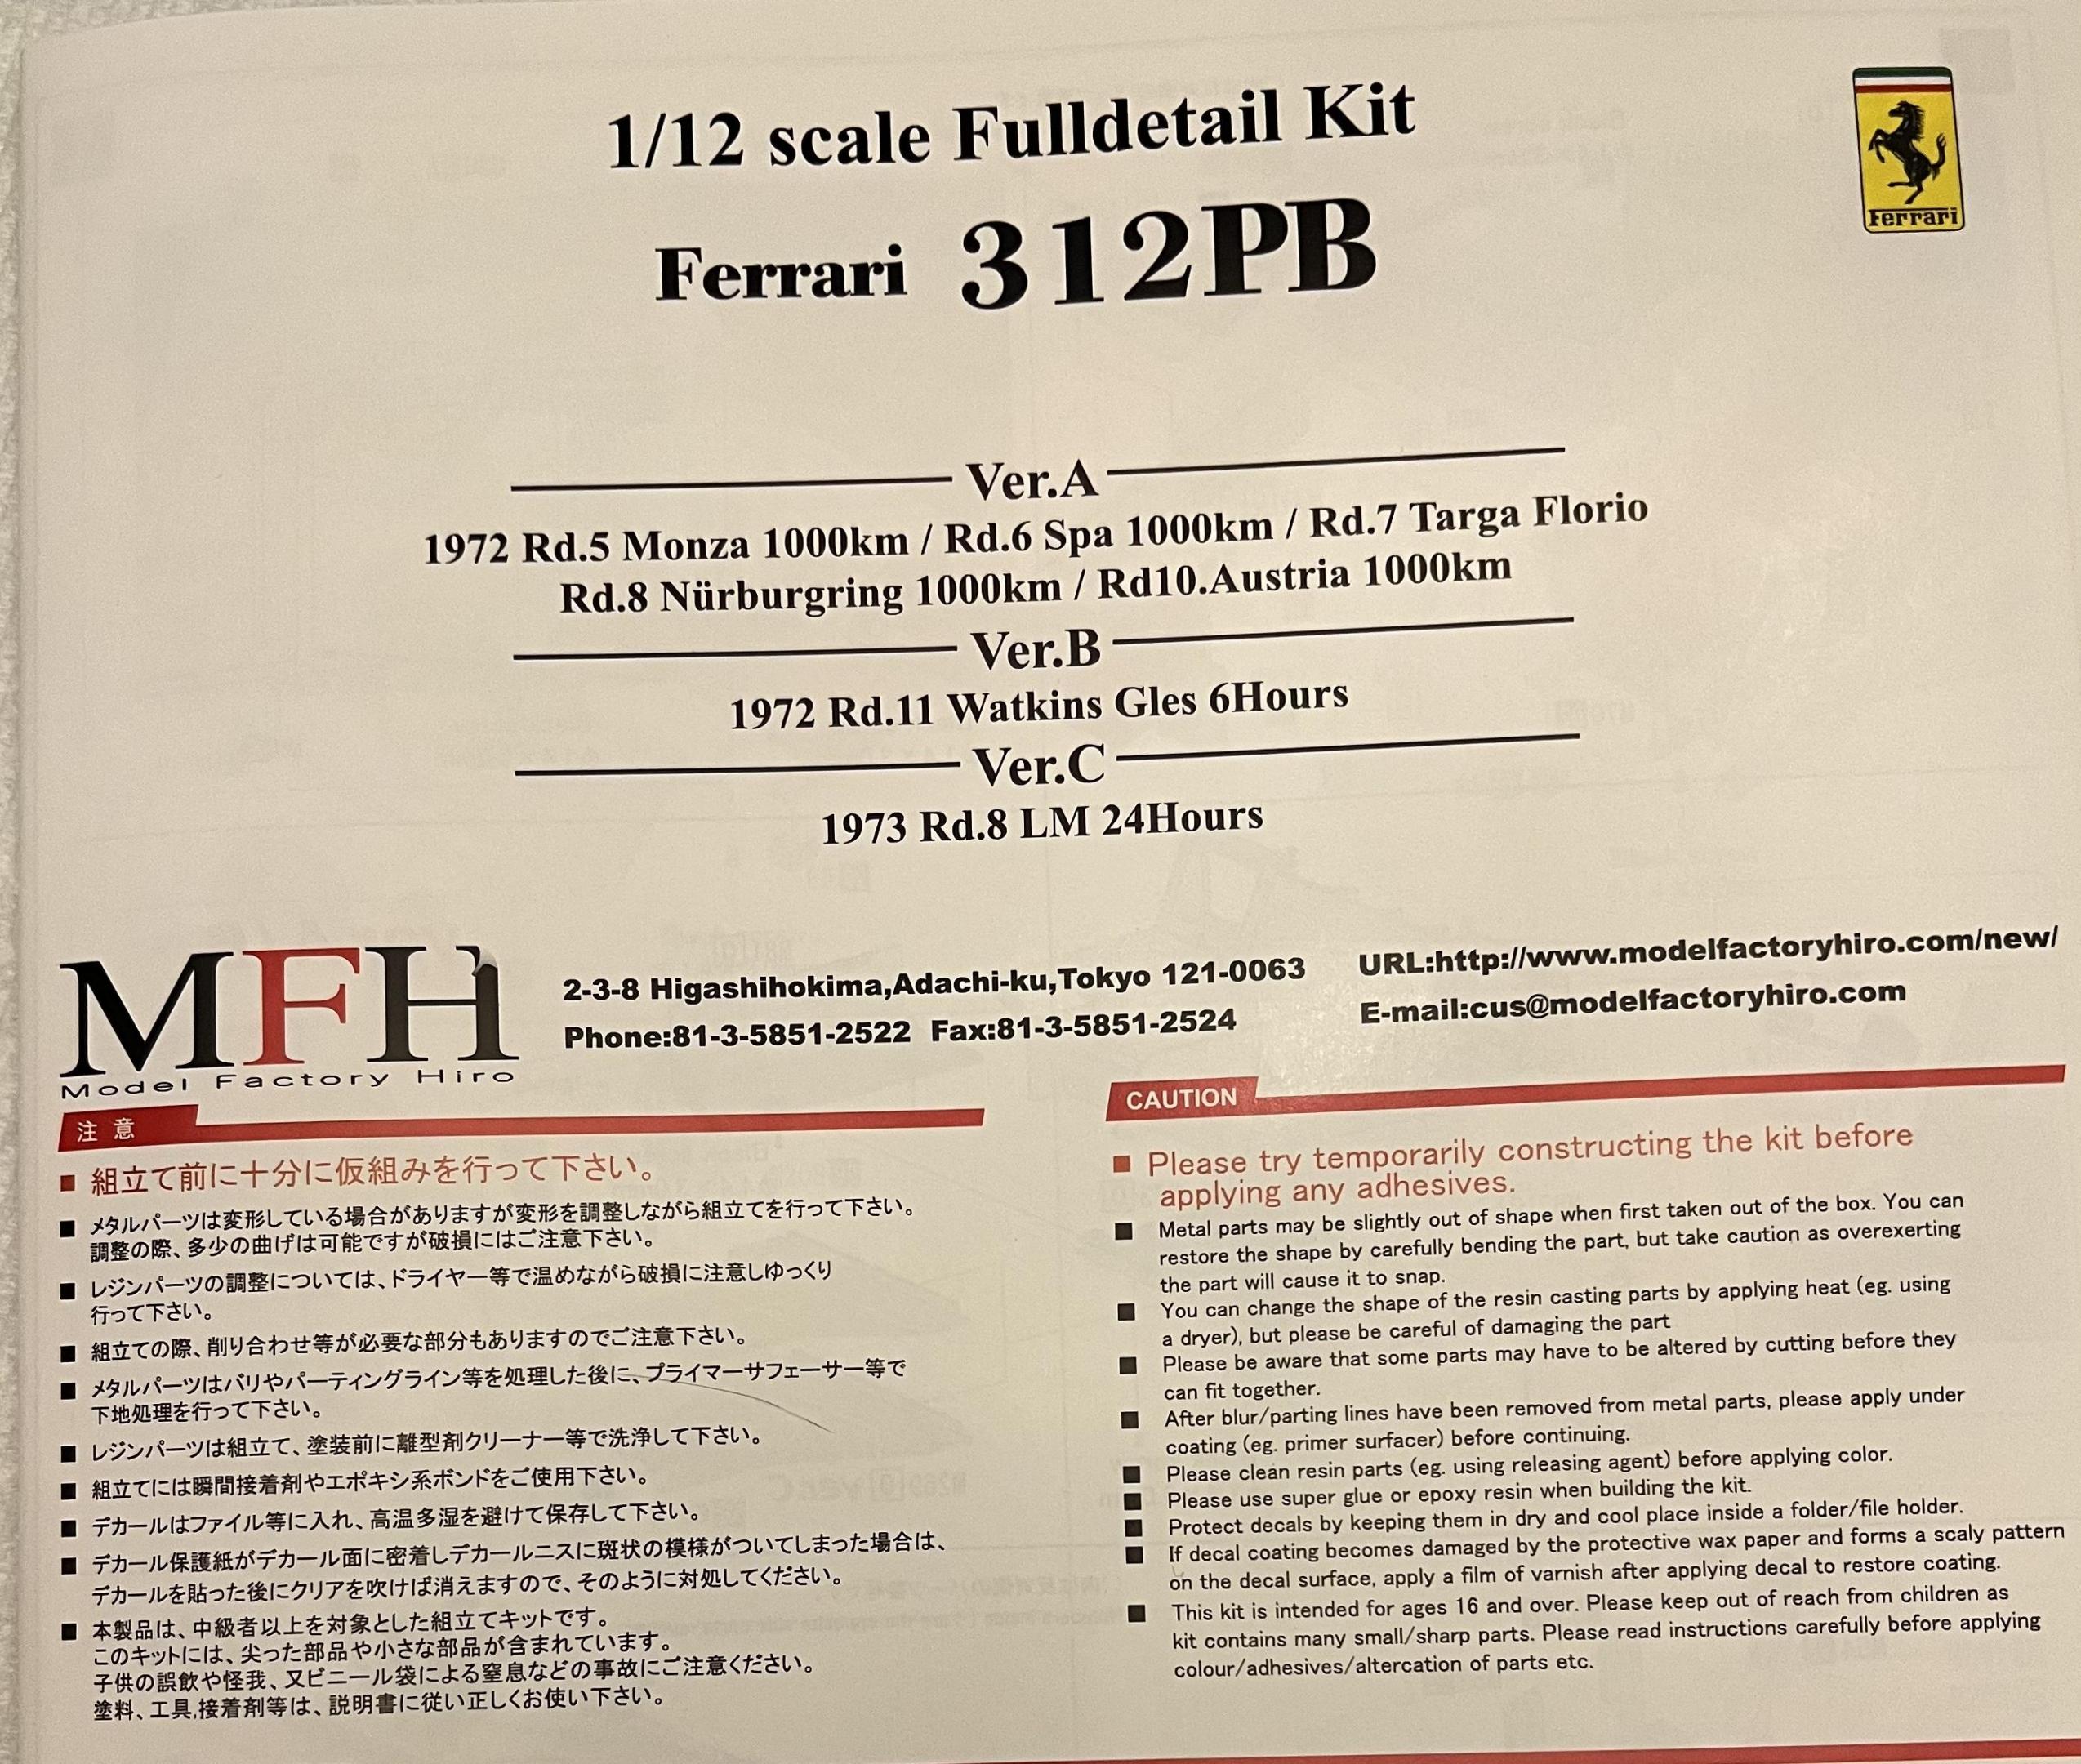 1/12 scale Fulldetail Kit
Ferrari
Ferrari 312PB
Ver.A
1972 Rd.5 Monza 1000km / Rd.6 Spa 1000km / Rd.7 Targa Florio
Rd.8 Nürburgring 1000km / Rd10.Austria 1000km
Ver.B
1972 Rd.11 Watkins Gles 6Hours
Ver.C
1973 Rd.8 LM 24Hours
MFH
Model Factory Hiro
2-3-8 Higashihokima,Adachi-ku,Tokyo 121-0063
Phone:81-3-5851-2522 Fax:81-3-5851-2524
URL:http://www.modelfactoryhiro.com/new/
E-mail:cus@modelfactoryhiro.com
注 意
■ 組立て前に十分に仮組みを行って下さい。
■ メタルパーツは変形している場合がありますが変形を調整しながら組立てを行って下さい。
調整の際、多少の曲げは可能ですが破損にはご注意下さい。
■ レジンパーツの調整については、ドライヤー等で温めながら破損に注意しゆっくり
行って下さい。
■ 組立ての際、削り合わせ等が必要な部分もありますのでご注意下さい。
■ メタルパーツはバリやパーティングライン等を処理した後に、プライマーサフェーサー等で
下地処理を行って下さい。
■ レジンパーツは組立て、塗装前に離型剤クリーナー等で洗浄して下さい。
■ 組立てには瞬間接着剤やエポキシ系ボンドをご使用下さい。
■ デカールはファイル等に入れ、高温多湿を避けて保存して下さい。
■ デカール保護紙がデカール面に密着しデカールニスに斑状の模様がついてしまった場合は、
デカールを貼った後にクリアを吹けば消えますので、そのように対処してください。
■ 本製品は、中級者以上を対象とした組立てキットです。
このキットには、尖った部品や小さな部品が含まれています。
子供の誤飲や怪我、又ビニール袋による窒息などの事故にご注意ください。
塗料、工具,接着剤等は、説明書に従い正しくお使い下さい。
CAUTION
■ Please try temporarily constructing the kit before
applying any adhesives.
■ Metal parts may be slightly out of shape when first taken out of the box. You can
restore the shape by carefully bending the part, but take caution as overexerting
the part will cause it to snap.
■ You can change the shape of the resin casting parts by applying heat (eg. using
a dryer), but please be careful of damaging the part
■ Please be aware that some parts may have to be altered by cutting before they
can fit together.
■ After blur/parting lines have been removed from metal parts, please apply under
coating (eg. primer surfacer) before continuing.
■ Please clean resin parts (eg. using releasing agent) before applying color.
■ Please use super glue or epoxy resin when building the kit.
■ Protect decals by keeping them in dry and cool place inside a folder/file holder.
■ If decal coating becomes damaged by the protective wax paper and forms a scaly pattern
on the decal surface, apply a film of varnish after applying decal to restore coating.
■ This kit is intended for ages 16 and over. Please keep out of reach from children as
kit contains many small/sharp parts. Please read instructions carefully before applying
colour/adhesives/altercation of parts etc.